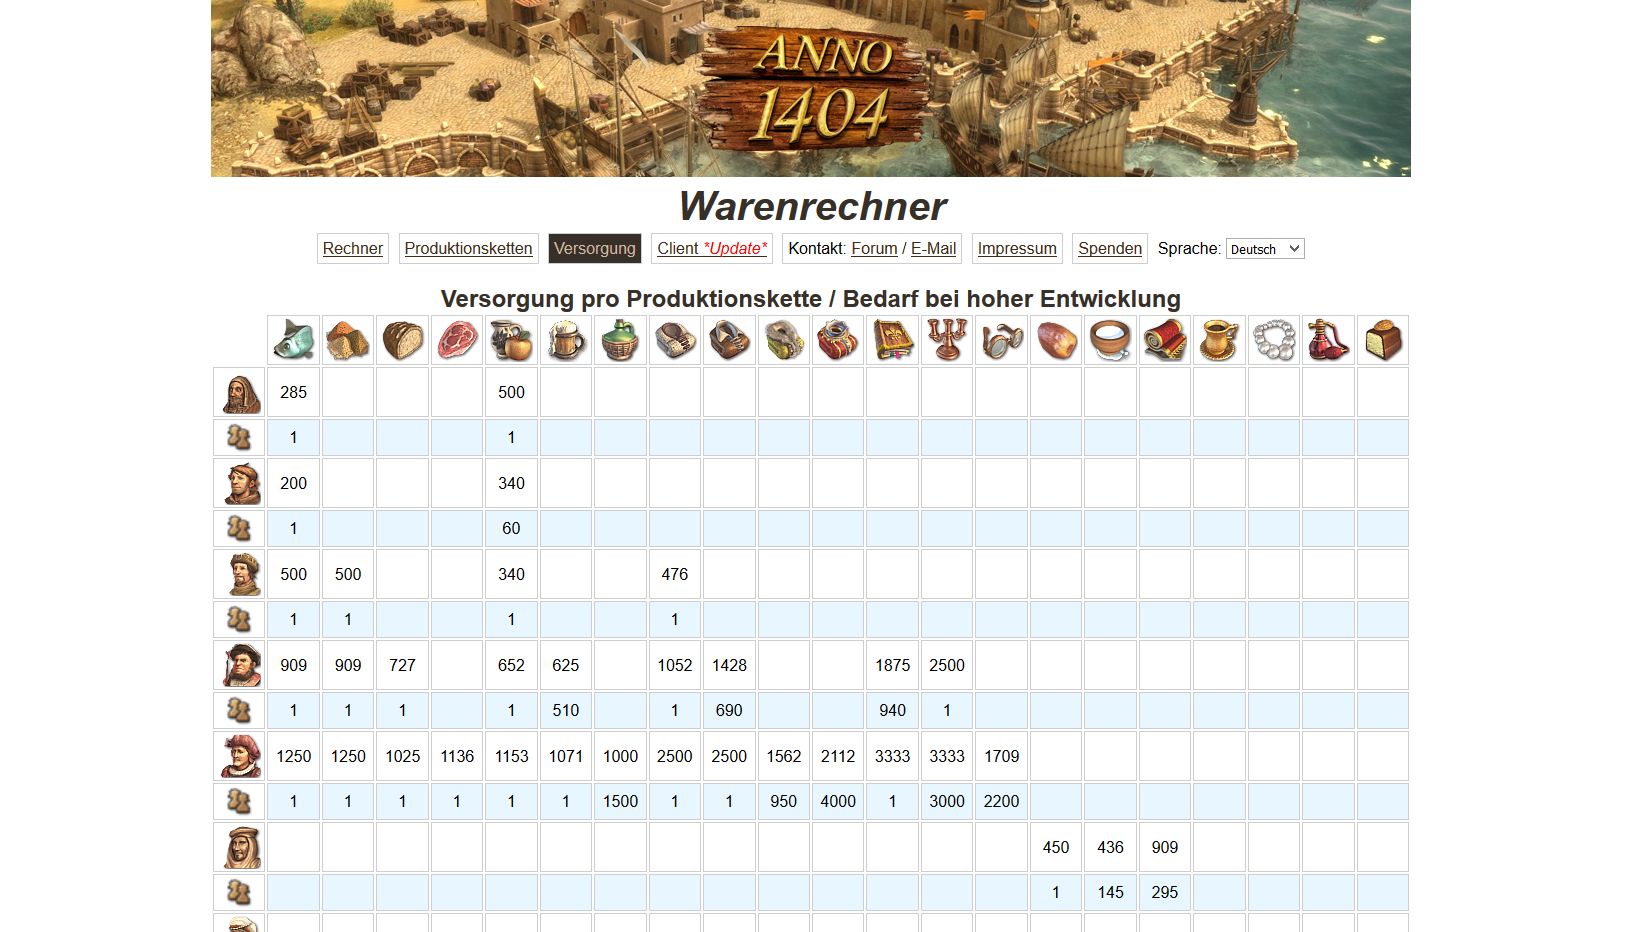 ANNO
1404
Warenrechner
Rechner Produktionsketten Versorgung Client *Update* Kontakt: Forum / E-Mail Impressum Spenden Sprache: Deutsch
Versorgung pro Produktionskette / Bedarf bei hoher Entwicklung
285 500
1 1
200 340
1 60
500 500 340 476
1 1 1 1
909 909 727 652 625 1052 1428 1875 2500
1 1 1 1 510 1 690 940 1
1250 1250 1025 1136 1153 1071 1000 2500 2500 1562 2112 3333 3333 1709
1 1 1 1 1 1 1500 1 1 950 4000 1 3000 2200
450 436 909
1 145 295